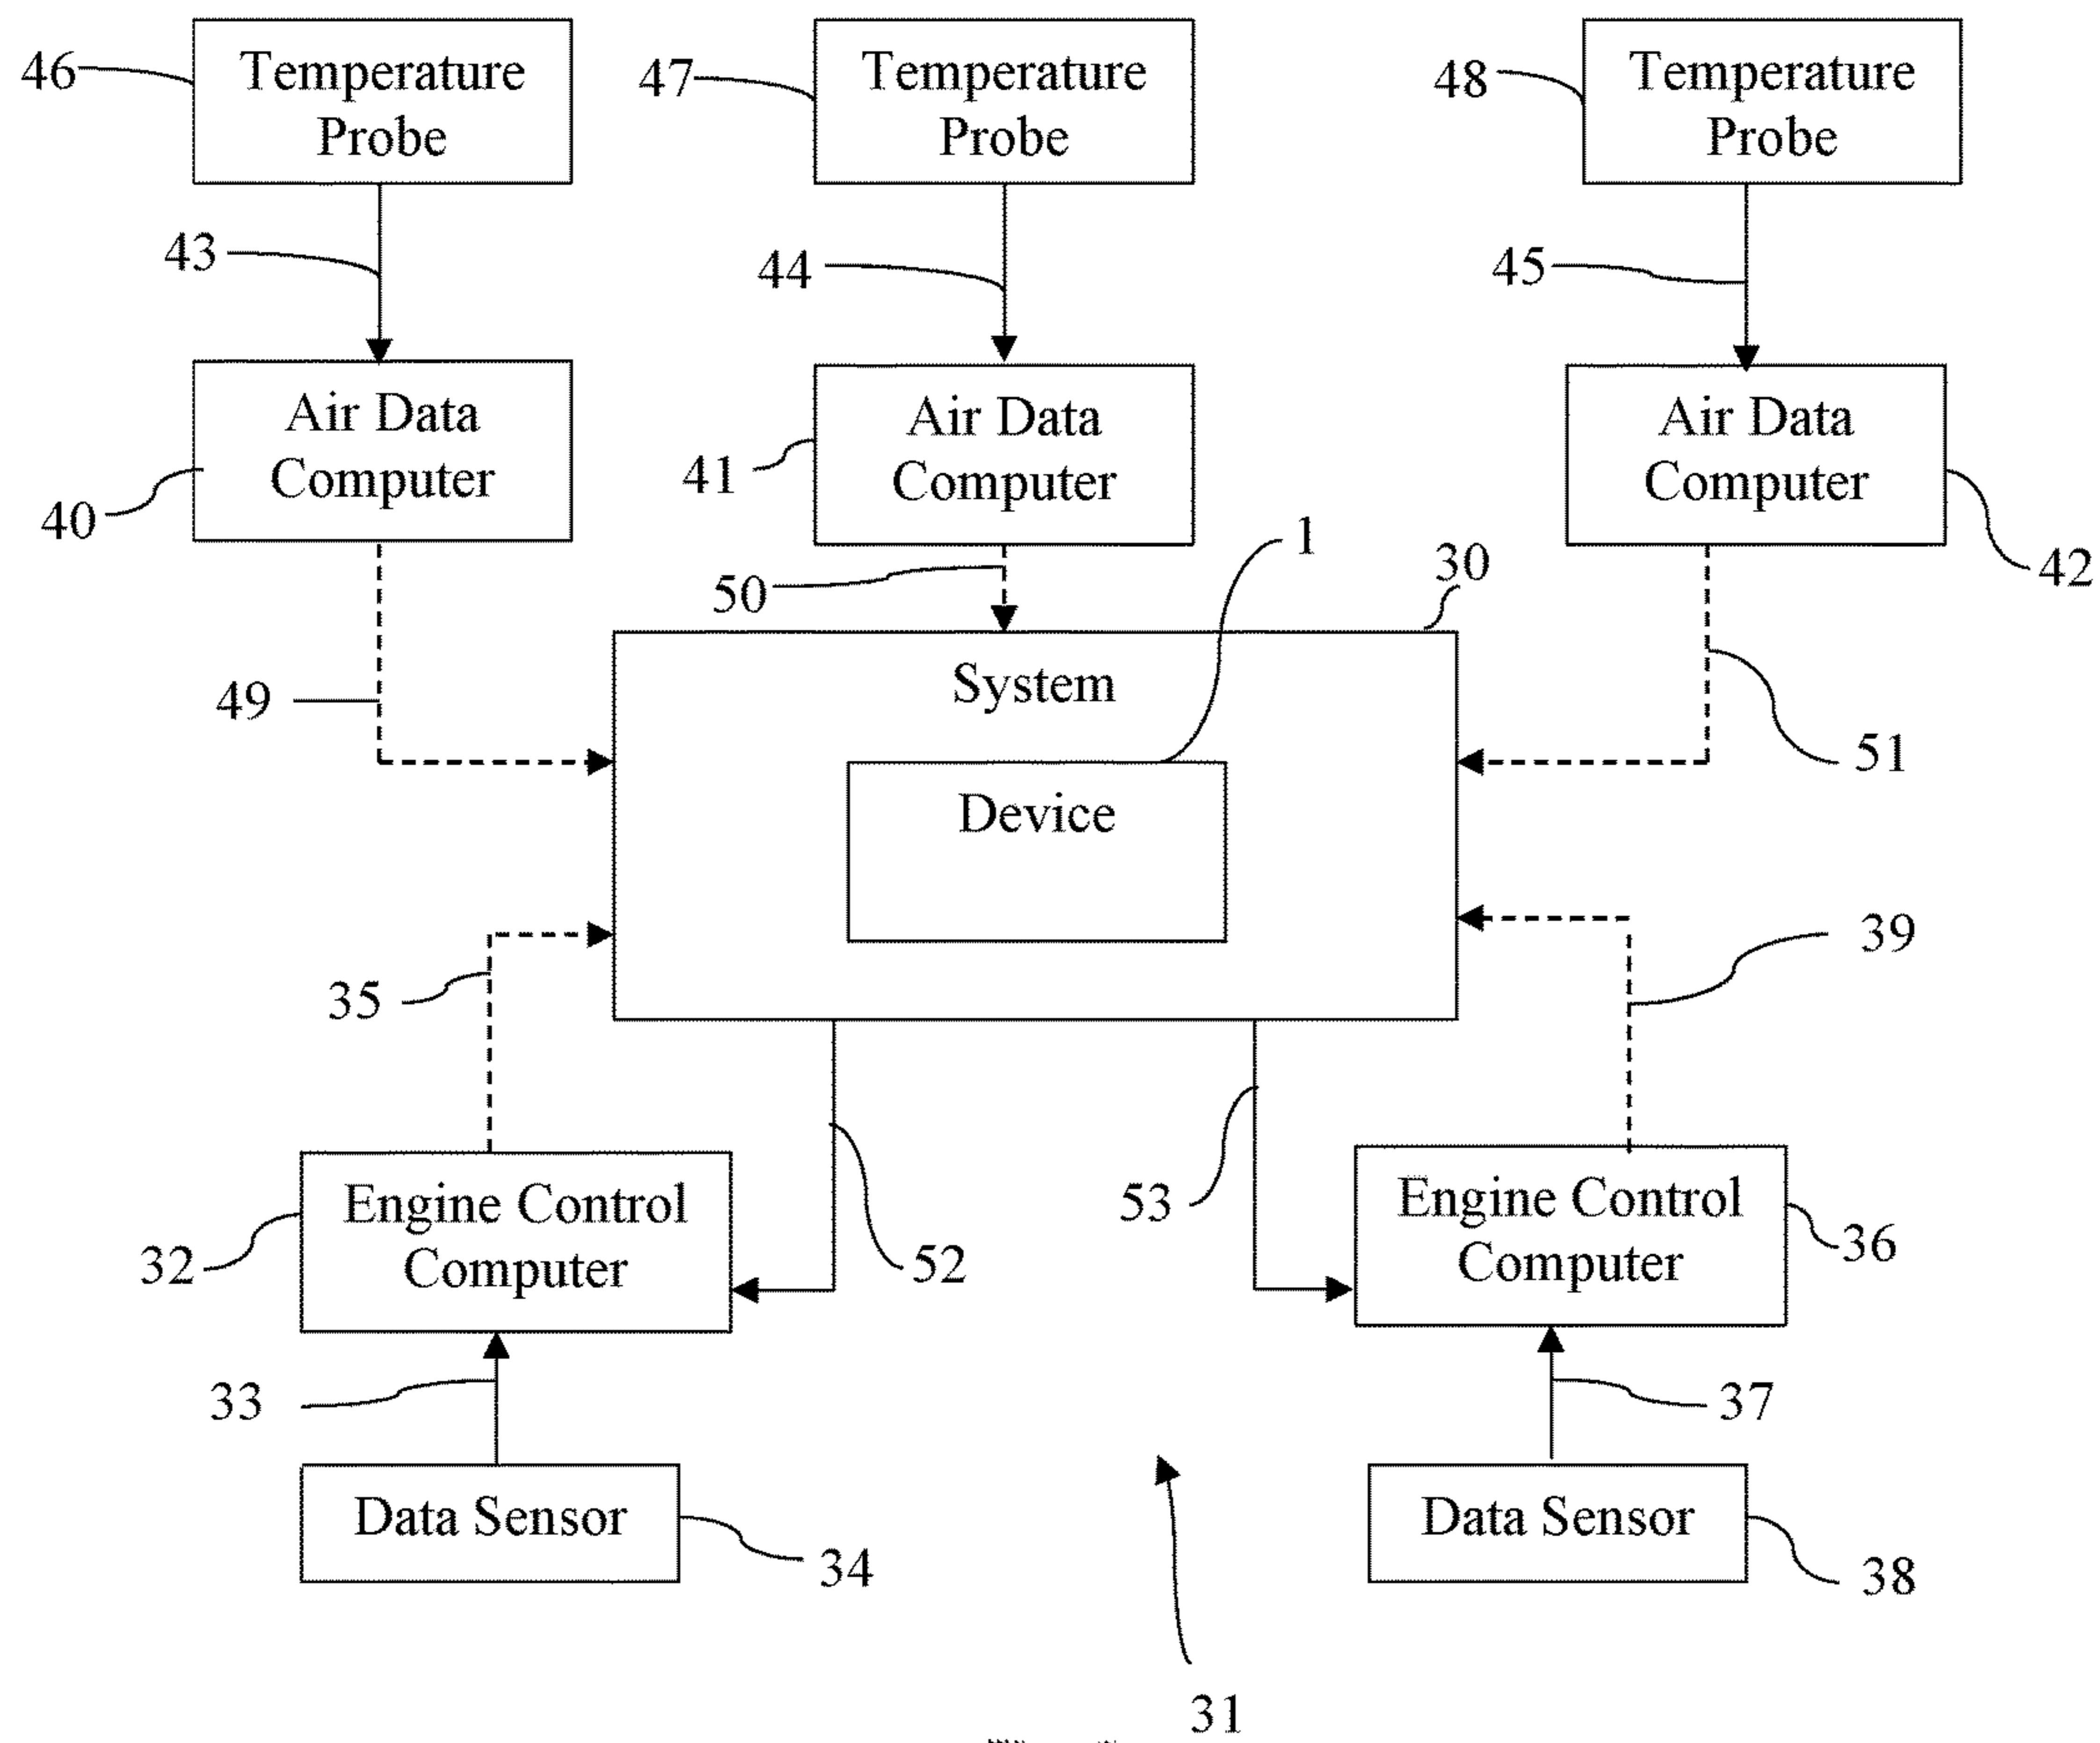 46
Temperature
Probe
47
Temperature
Probe
48
Temperature
Probe
43
44
45
40
Air Data
Computer
41
Air Data
Computer
Air Data
Computer
42
50
1
30
49
System
51
Device
35
39
32
Engine Control
Computer
52
53
Engine Control
Computer
36
33
37
Data Sensor
34
Data Sensor
38
31